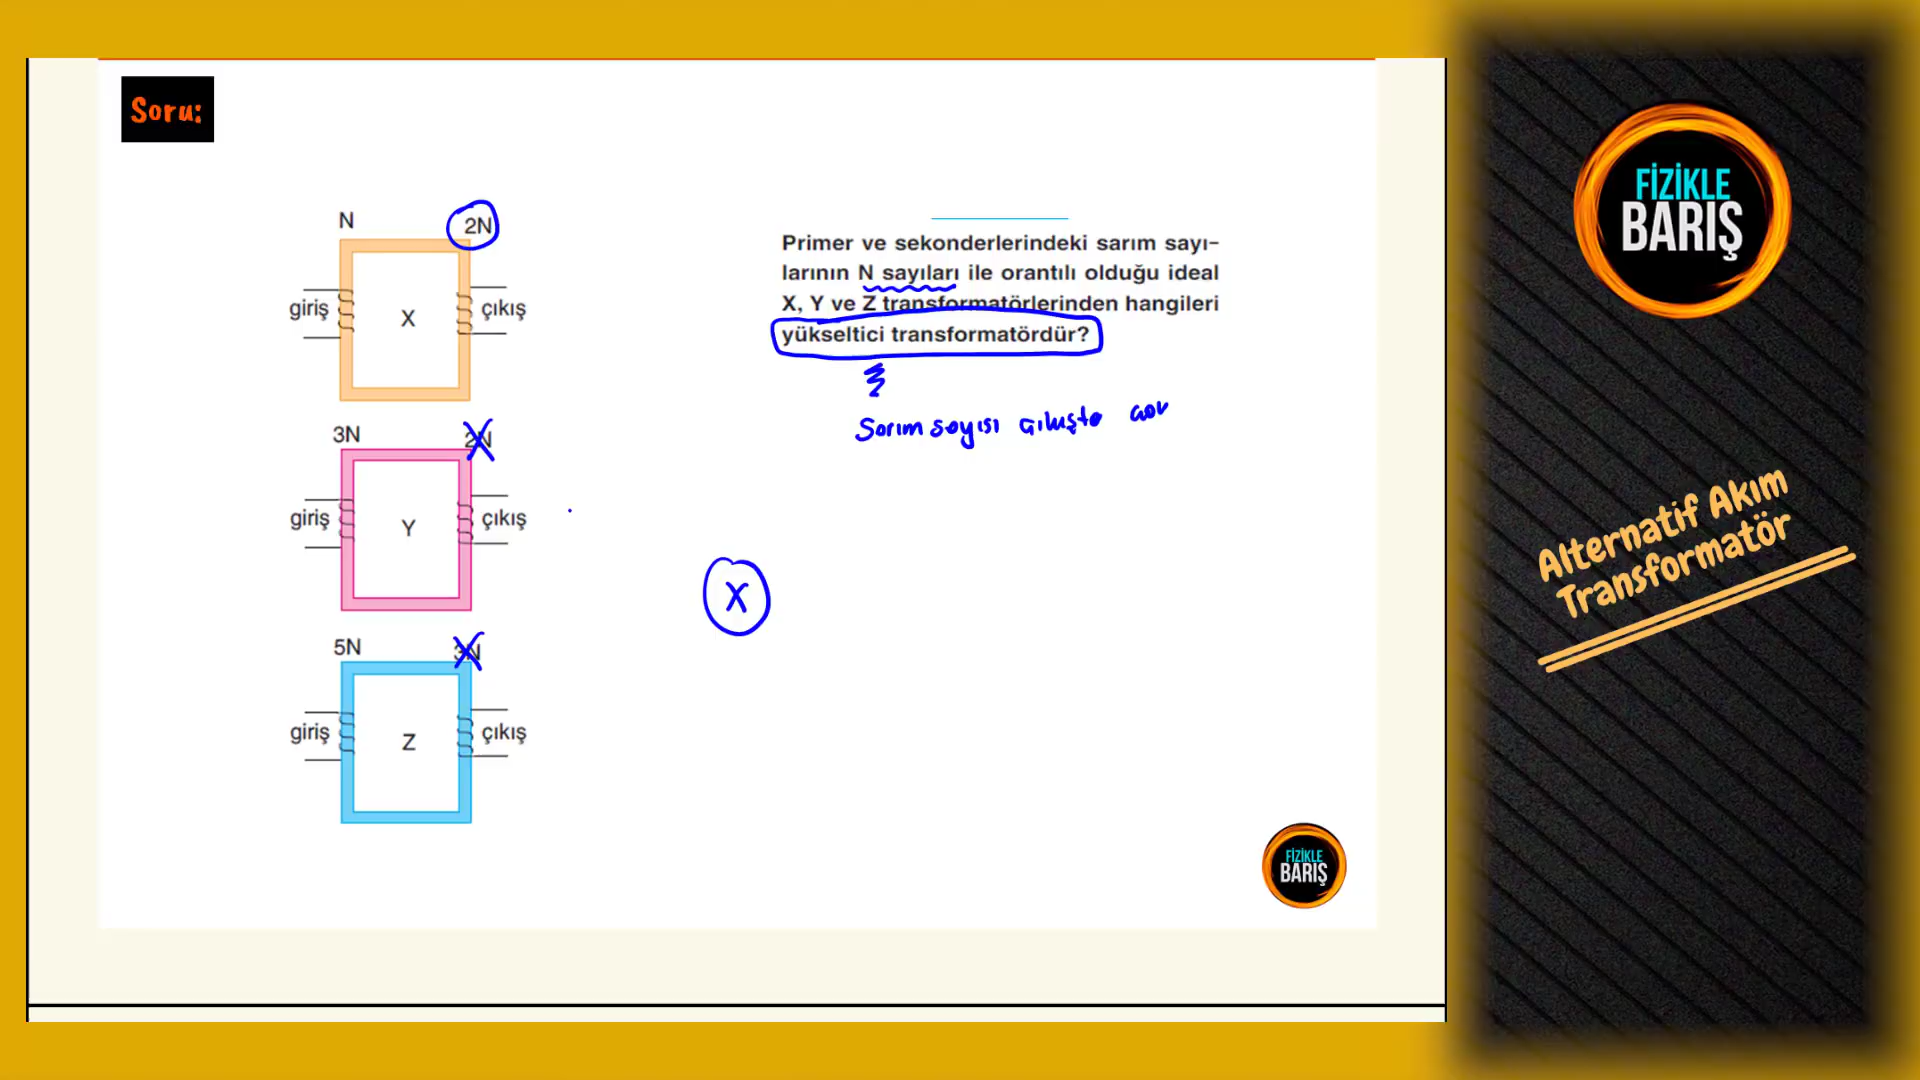 Soru:
N 2N
giriş X çıkış
3N 2N
giriş Y çıkış
5N 3N
giriş Z çıkış
Primer ve sekonderlerindeki sarım sayı-
larının N sayıları ile orantılı olduğu ideal
X, Y ve Z transformatörlerinden hangileri
yükseltici transformatördür?
Sarım sayısı çıkışta
X
FİZİKLE
BARIŞ
FİZİKLE
BARIŞ
Alternatif Akım
Transformatör